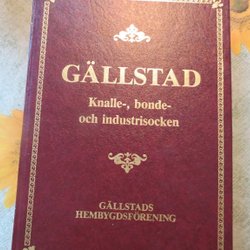 GÄLLSTAD
Knalle-, bonde-
och industrisocken
GÄLLSTADS
HEMBYGDSFÖRENING